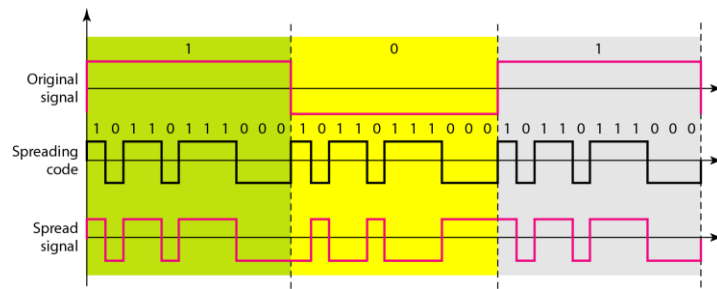 1 0 1
Original
signal
1 0 1 1 0 1 1 1 0 0 0 1 0 1 1 0 1 1 1 0 0 0 1 0 1 1 0 1 1 1 0 0 0
Spreading
code
Spread
signal